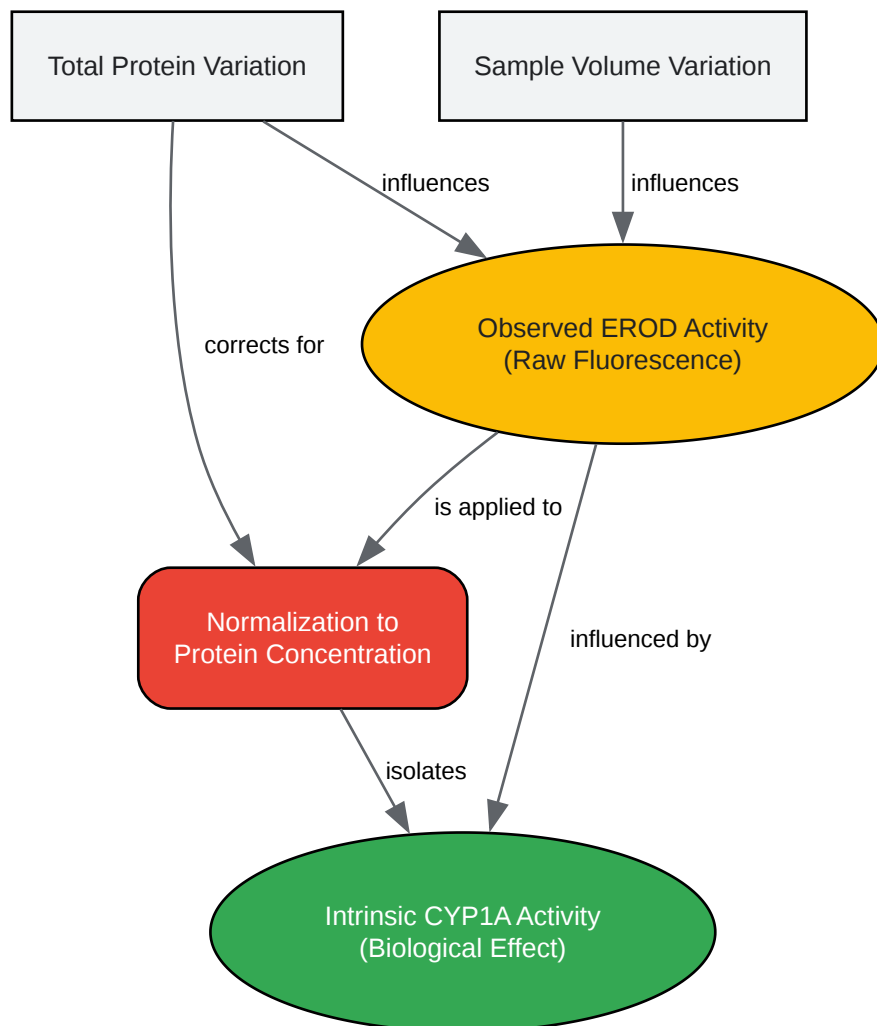 Total Protein Variation
Sample Volume Variation
influences
influences
Observed EROD Activity
(Raw Fluorescence)
corrects for
is applied to
Normalization to
Protein Concentration
influenced by
isolates
Intrinsic CYP1A Activity
(Biological Effect)